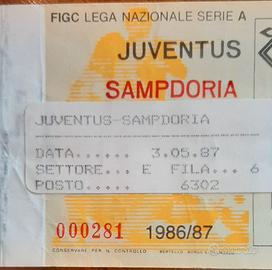 FIGC LEGA NAZIONALE SERIE A
JUVENTUS
SAMPDORIA
JUVENTUS-SAMPDORIA
DATA...... 3.05.87
SETTORE... E FILA... 6
POSTO..... 6302
000281 1986/87
CONSERVARE PER IL CONTROLLO